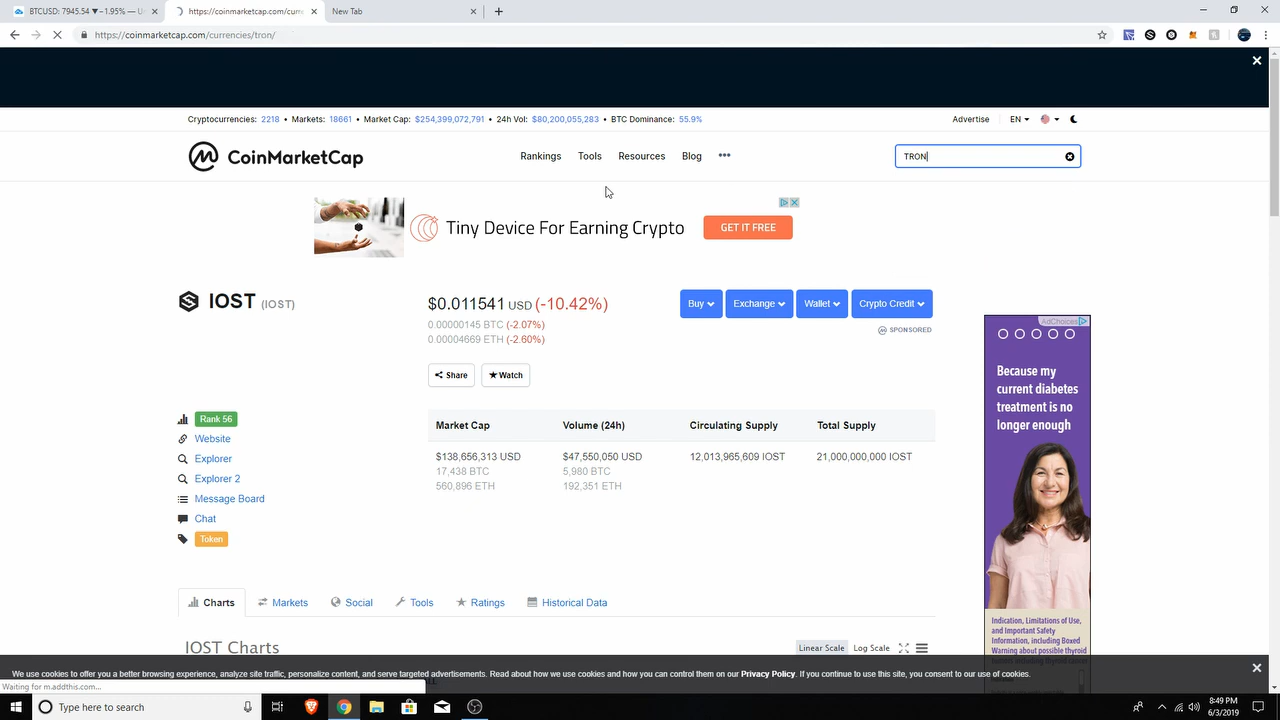 BTCUSD: 7945.54 ▼−1.95% — U
https://coinmarketcap.com/curre
New Tab
https://coinmarketcap.com/currencies/tron/
Cryptocurrencies: 2218 • Markets: 18661 • Market Cap: $254,399,072,791 • 24h Vol: $80,200,055,283 • BTC Dominance: 55.9%
Advertise EN
CoinMarketCap
Rankings Tools Resources Blog •••
TRON
Tiny Device For Earning Crypto
GET IT FREE
IOST (IOST)
$0.011541 USD (-10.42%)
0.00000145 BTC (-2.07%)
0.00004669 ETH (-2.60%)
Buy Exchange Wallet Crypto Credit
SPONSORED
Share Watch
Rank 56
Website
Explorer
Explorer 2
Message Board
Chat
Token
Market Cap Volume (24h) Circulating Supply Total Supply
$138,656,313 USD $47,550,050 USD 12,013,965,609 IOST 21,000,000,000 IOST
17,438 BTC 5,980 BTC
560,896 ETH 192,351 ETH
AdChoices
Because my
current diabetes
treatment is no
longer enough
Indication, Limitations of Use,
and Important Safety
Information, including Boxed
Warning about possible thyroid
Charts Markets Social Tools Ratings Historical Data
IOST Charts
Linear Scale Log Scale
We use cookies to offer you a better browsing experience, analyze site traffic, personalize content, and serve targeted advertisements. Read about how we use cookies and how you can control them on our Privacy Policy. If you continue to use this site, you consent to our use of cookies.
Waiting for m.addthis.com...
Type here to search
8:49 PM
6/3/2019